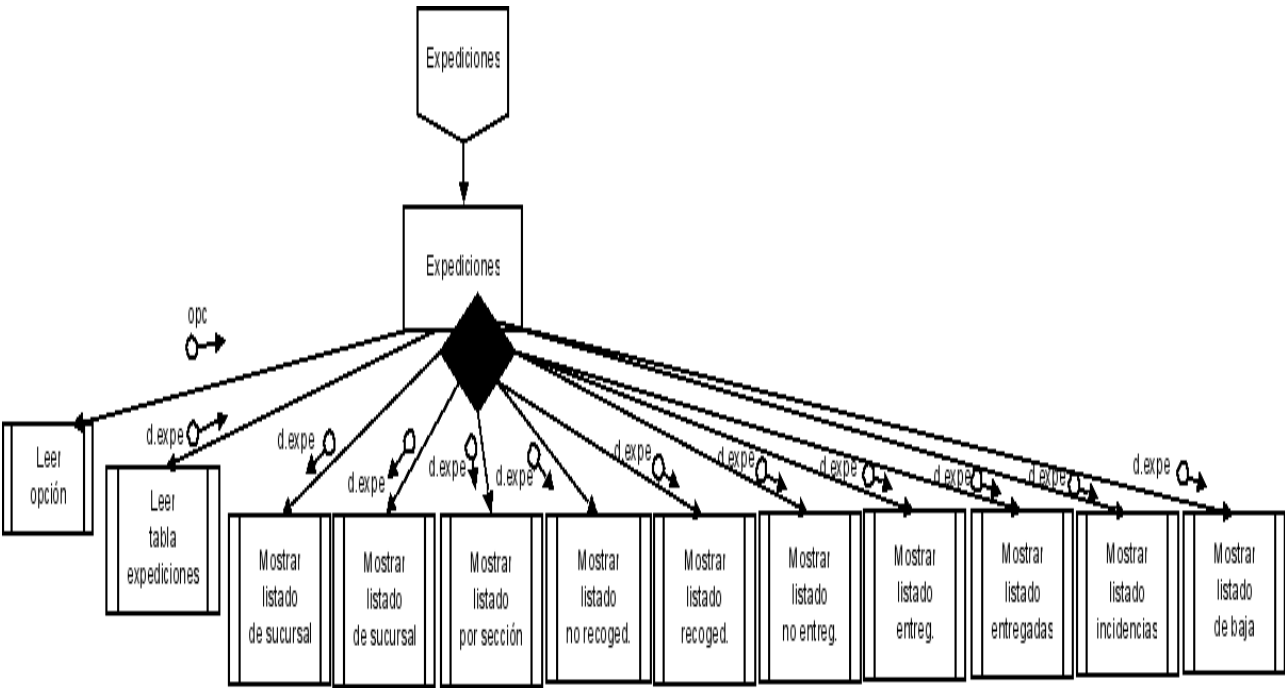 Expediciones
Expediciones
opc
d.expe
d.expe
d.expe
d.expe
d.expe
d.expe
d.expe
d.expe
d.expe
d.expe
d.expe
Leer
opción
Leer
tabla
expediciones
Mostrar
listado
de sucursal
Mostrar
listado
de sucursal
Mostrar
listado
por sección
Mostrar
listado
no recoged.
Mostrar
listado
recoged.
Mostrar
listado
no entreg.
Mostrar
listado
entreg.
Mostrar
listado
entregadas
Mostrar
listado
incidencias
Mostrar
listado
de baja